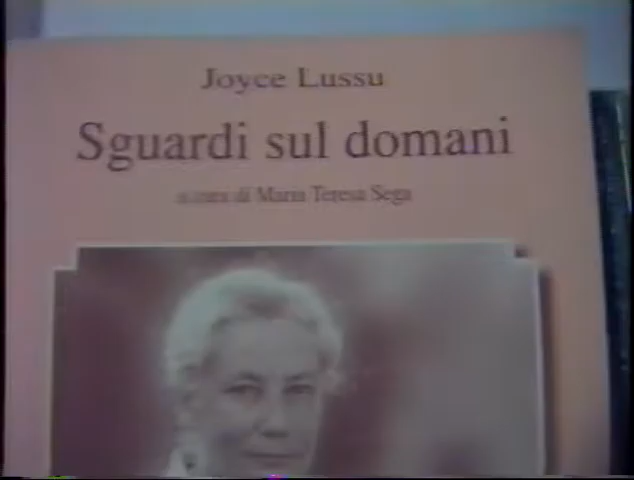 Joyce Lussu
Sguardi sul domani
a cura di Maria Teresa Sega